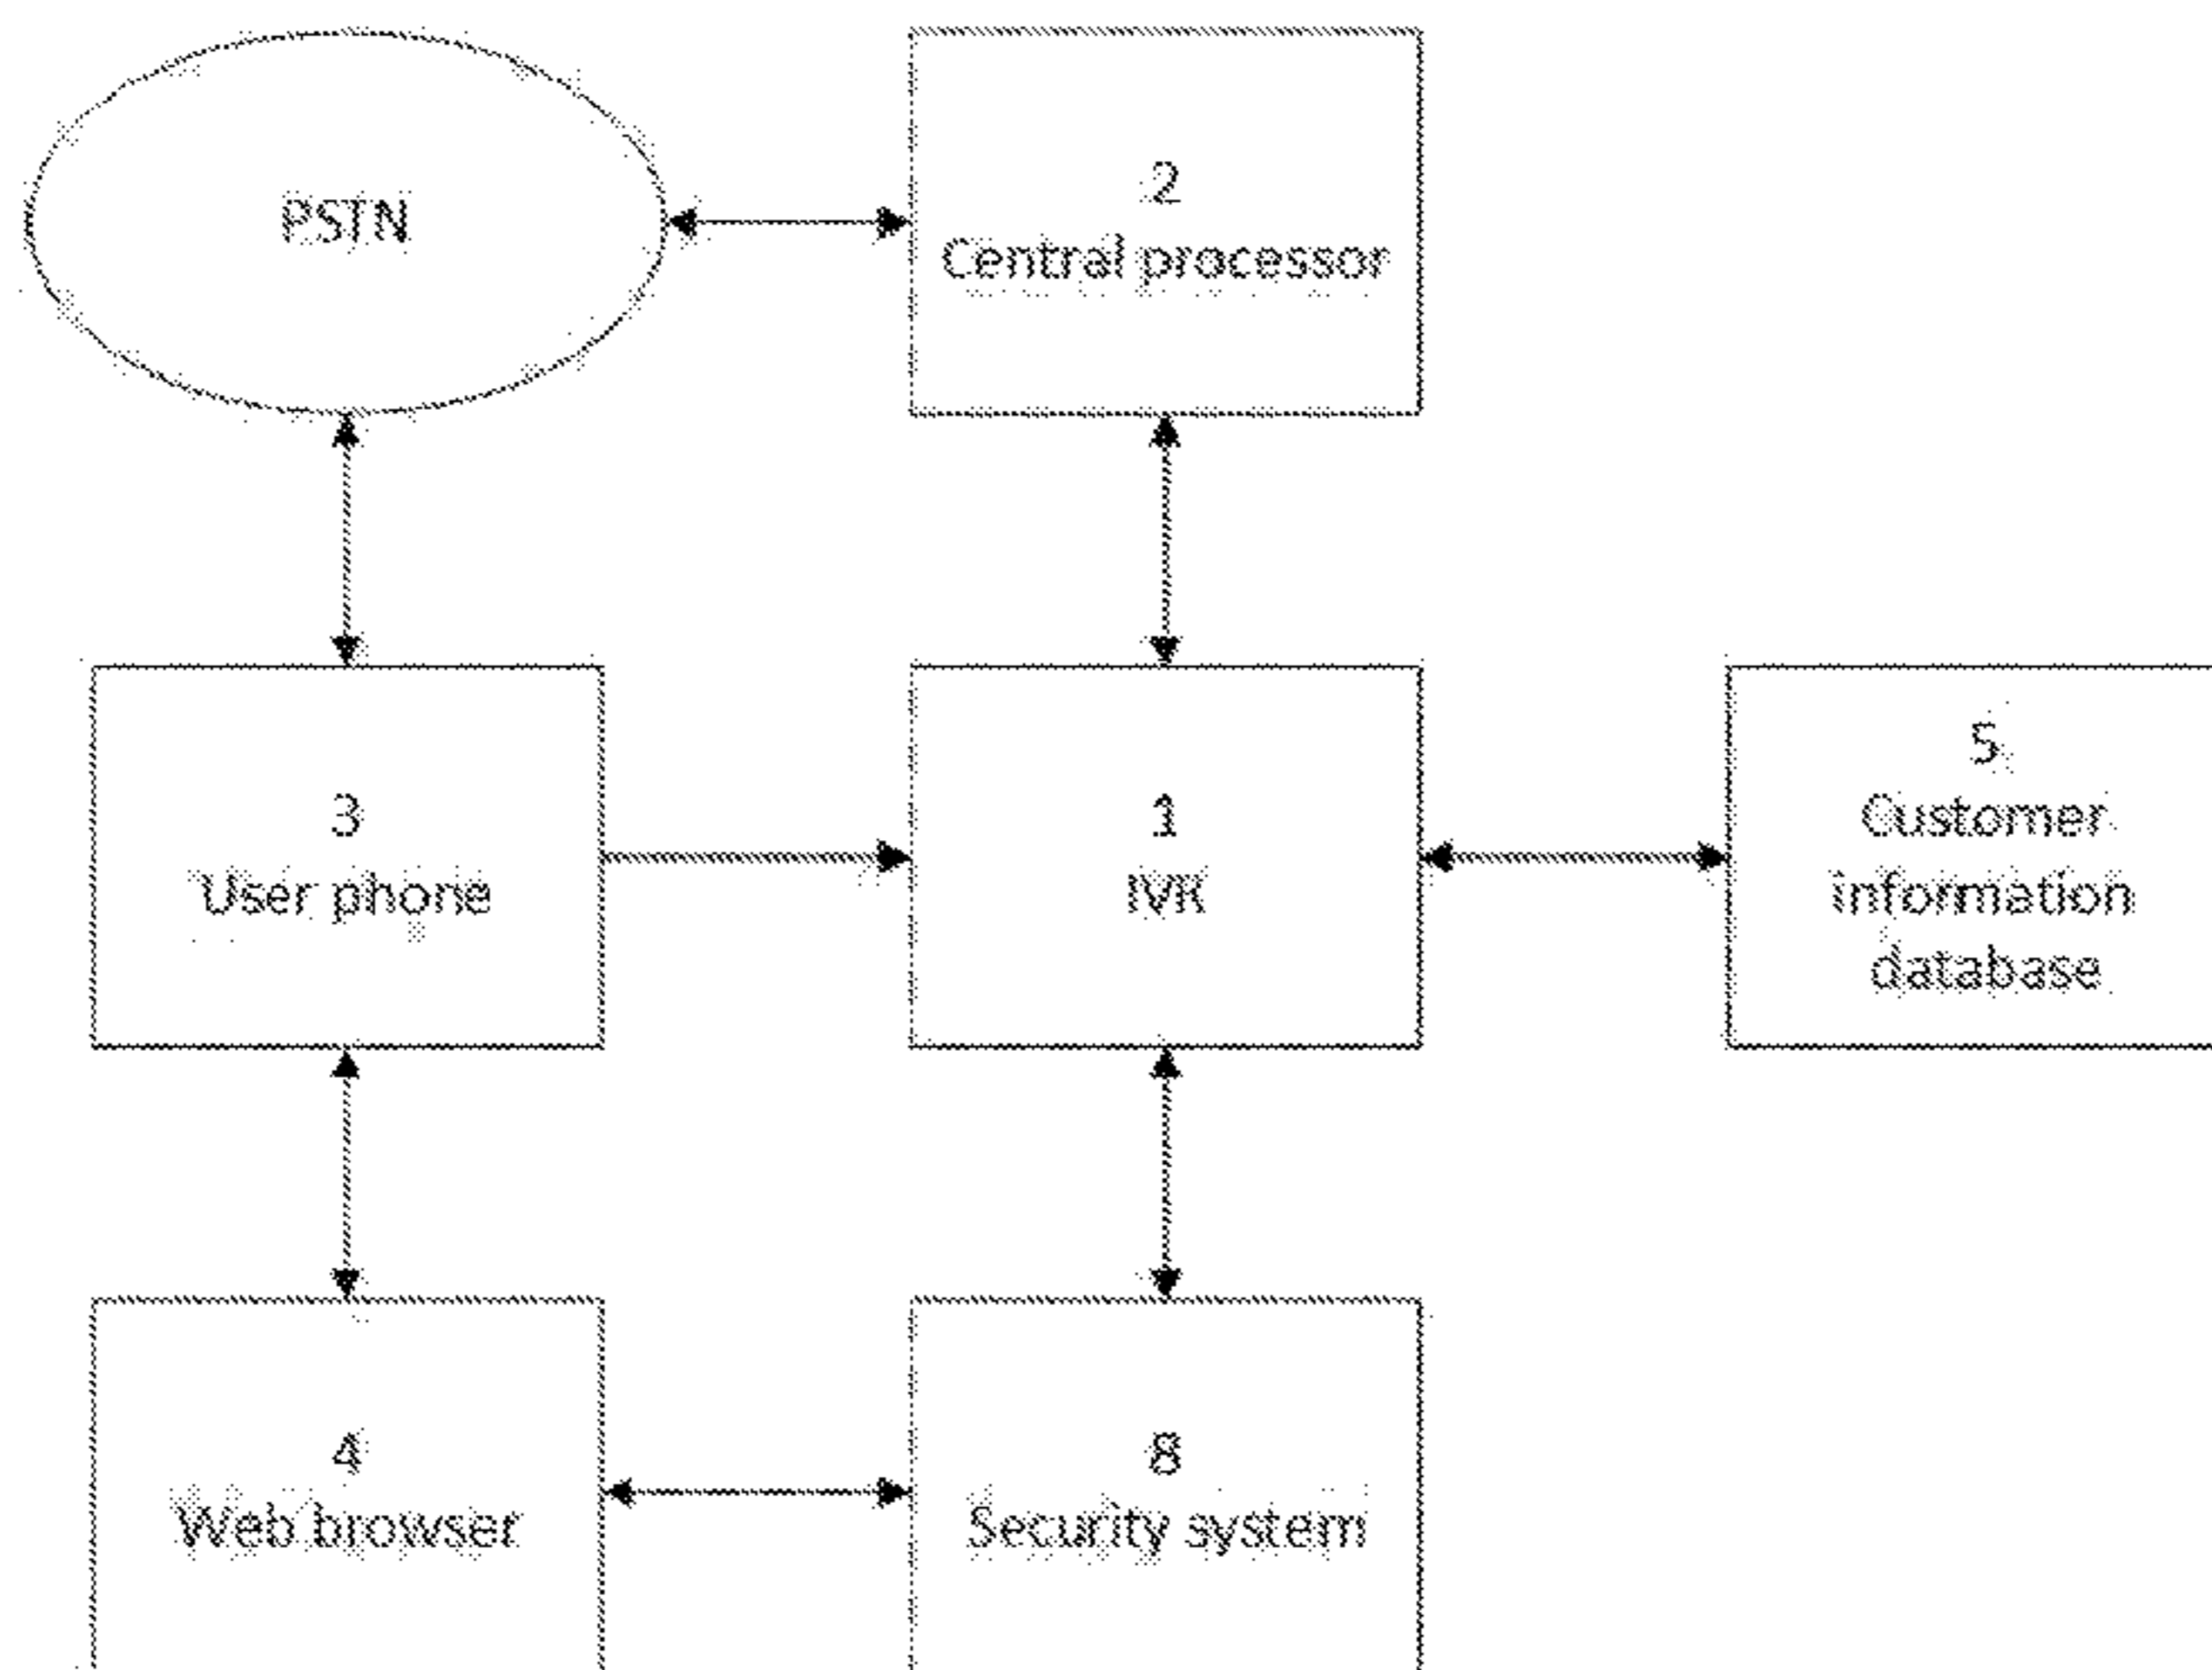 PSTN
2
Central processor
3
User phone
1
IVR
5
Customer
information
database
4
Web browser
8
Security system